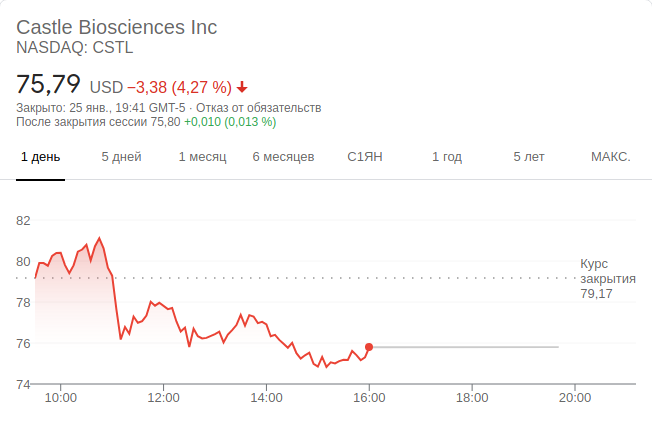 Castle Biosciences Inc
NASDAQ: CSTL
75,79 USD −3,38 (4,27 %)
Закрыто: 25 янв., 19:41 GMT-5 · Отказ от обязательств
После закрытия сессии 75,80 +0,010 (0,013 %)
1 день 5 дней 1 месяц 6 месяцев С1ЯН 1 год 5 лет МАКС.
82
80
Курс
закрытия
79,17
78
76
74
10:00 12:00 14:00 16:00 18:00 20:00